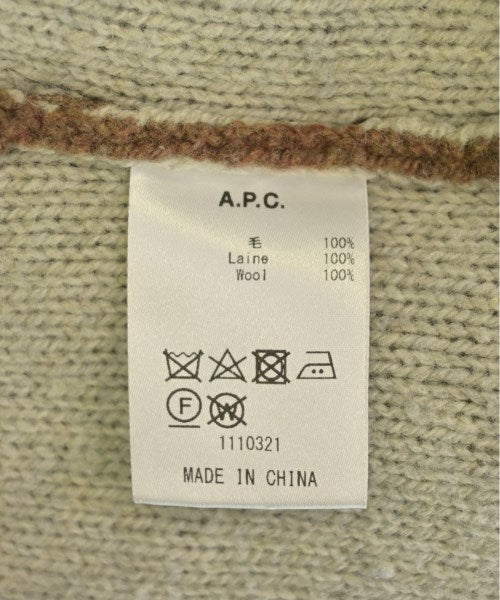 A.P.C.
毛 100%
Laine 100%
Wool 100%
F W
1110321
MADE IN CHINA